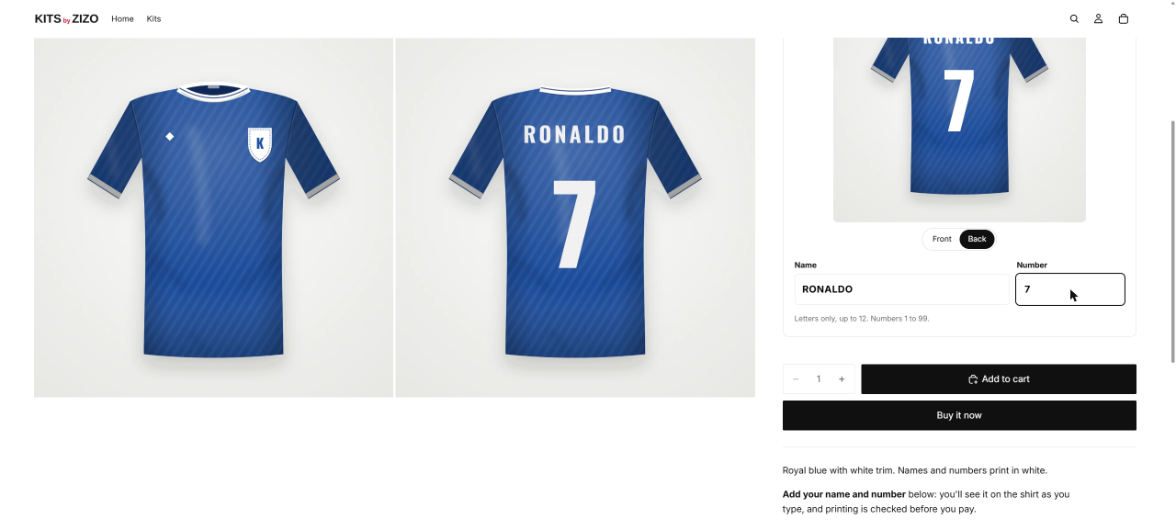 KITS by ZIZO
Home
Kits
K
RONALDO
7
RONALDO
7
Front
Back
Name
Number
RONALDO
7
Letters only, up to 12. Numbers 1 to 99.
− 1 +
Add to cart
Buy it now
Royal blue with white trim. Names and numbers print in white.
Add your name and number below: you'll see it on the shirt as you
type, and printing is checked before you pay.